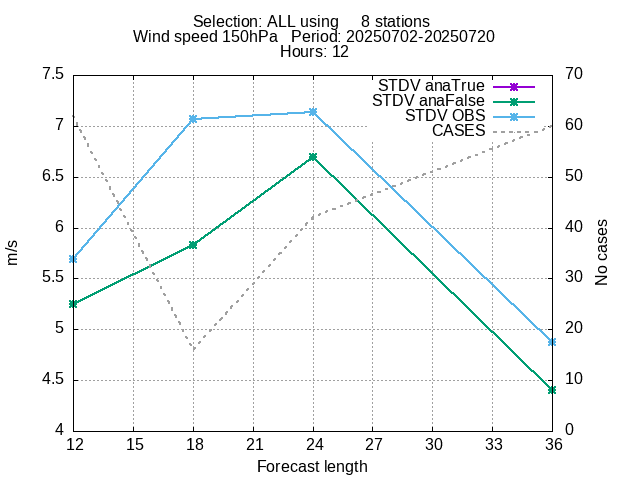 Selection: ALL using     8 stations
Wind speed 150hPa   Period: 20250702-20250720
Hours: 12
7.5
7
6.5
6
5.5
5
4.5
4
70
60
50
40
30
20
10
0
STDV anaTrue
STDV anaFalse
STDV OBS
CASES
m/s
No cases
12 15 18 21 24 27 30 33 36
Forecast length